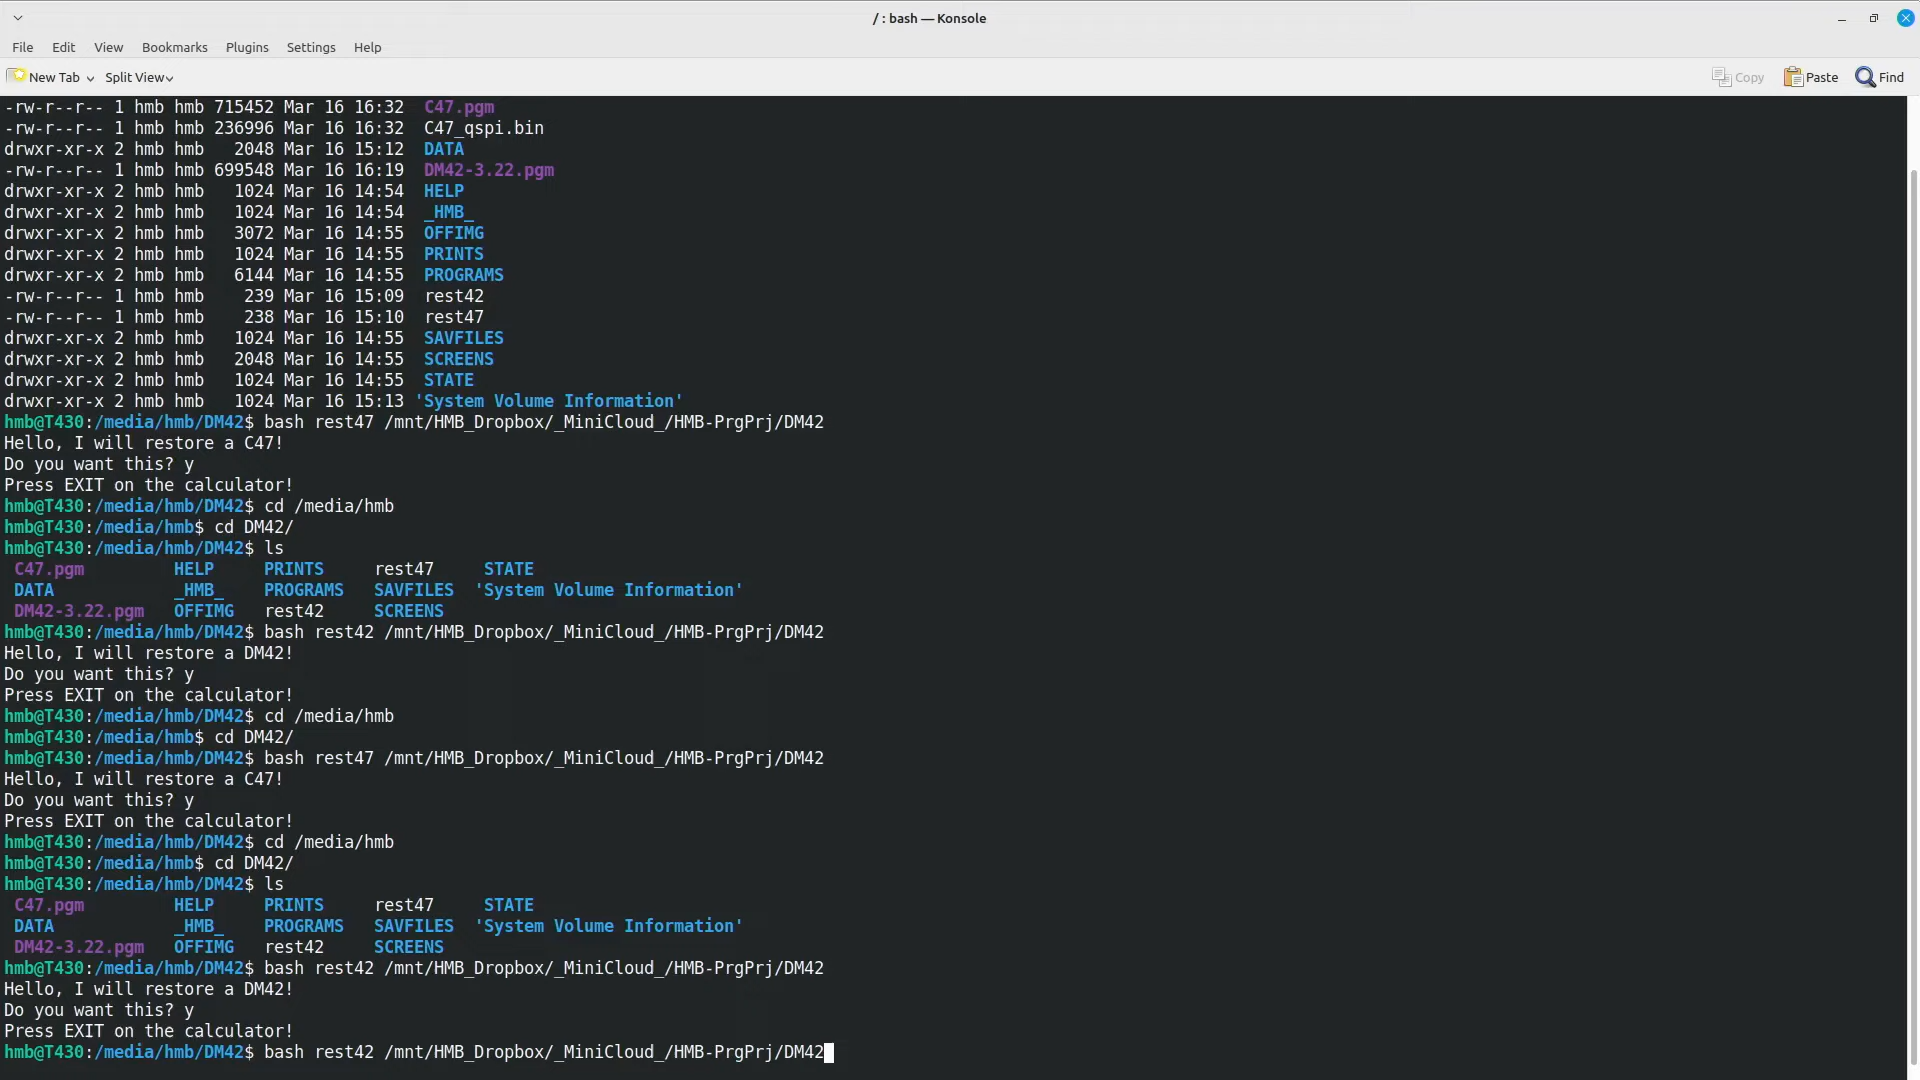 / : bash — Konsole
File Edit View Bookmarks Plugins Settings Help
New Tab Split View Copy Paste Find
-rw-r--r-- 1 hmb hmb 715452 Mar 16 16:32  C47.pgm
-rw-r--r-- 1 hmb hmb 236996 Mar 16 16:32  C47_qspi.bin
drwxr-xr-x 2 hmb hmb   2048 Mar 16 15:12  DATA
-rw-r--r-- 1 hmb hmb 699548 Mar 16 16:19  DM42-3.22.pgm
drwxr-xr-x 2 hmb hmb   1024 Mar 16 14:54  HELP
drwxr-xr-x 2 hmb hmb   1024 Mar 16 14:54  _HMB_
drwxr-xr-x 2 hmb hmb   3072 Mar 16 14:55  OFFIMG
drwxr-xr-x 2 hmb hmb   1024 Mar 16 14:55  PRINTS
drwxr-xr-x 2 hmb hmb   6144 Mar 16 14:55  PROGRAMS
-rw-r--r-- 1 hmb hmb    239 Mar 16 15:09  rest42
-rw-r--r-- 1 hmb hmb    238 Mar 16 15:10  rest47
drwxr-xr-x 2 hmb hmb   1024 Mar 16 14:55  SAVFILES
drwxr-xr-x 2 hmb hmb   2048 Mar 16 14:55  SCREENS
drwxr-xr-x 2 hmb hmb   1024 Mar 16 14:55  STATE
drwxr-xr-x 2 hmb hmb   1024 Mar 16 15:13 'System Volume Information'
hmb@T430:/media/hmb/DM42$ bash rest47 /mnt/HMB_Dropbox/_MiniCloud_/HMB-PrgPrj/DM42
Hello, I will restore a C47!
Do you want this? y
Press EXIT on the calculator!
hmb@T430:/media/hmb/DM42$ cd /media/hmb
hmb@T430:/media/hmb$ cd DM42/
hmb@T430:/media/hmb/DM42$ ls
 C47.pgm         HELP     PRINTS     rest47     STATE
 DATA            _HMB_    PROGRAMS   SAVFILES  'System Volume Information'
 DM42-3.22.pgm   OFFIMG   rest42     SCREENS
hmb@T430:/media/hmb/DM42$ bash rest42 /mnt/HMB_Dropbox/_MiniCloud_/HMB-PrgPrj/DM42
Hello, I will restore a DM42!
Do you want this? y
Press EXIT on the calculator!
hmb@T430:/media/hmb/DM42$ cd /media/hmb
hmb@T430:/media/hmb$ cd DM42/
hmb@T430:/media/hmb/DM42$ bash rest47 /mnt/HMB_Dropbox/_MiniCloud_/HMB-PrgPrj/DM42
Hello, I will restore a C47!
Do you want this? y
Press EXIT on the calculator!
hmb@T430:/media/hmb/DM42$ cd /media/hmb
hmb@T430:/media/hmb$ cd DM42/
hmb@T430:/media/hmb/DM42$ ls
 C47.pgm         HELP     PRINTS     rest47     STATE
 DATA            _HMB_    PROGRAMS   SAVFILES  'System Volume Information'
 DM42-3.22.pgm   OFFIMG   rest42     SCREENS
hmb@T430:/media/hmb/DM42$ bash rest42 /mnt/HMB_Dropbox/_MiniCloud_/HMB-PrgPrj/DM42
Hello, I will restore a DM42!
Do you want this? y
Press EXIT on the calculator!
hmb@T430:/media/hmb/DM42$ bash rest42 /mnt/HMB_Dropbox/_MiniCloud_/HMB-PrgPrj/DM42